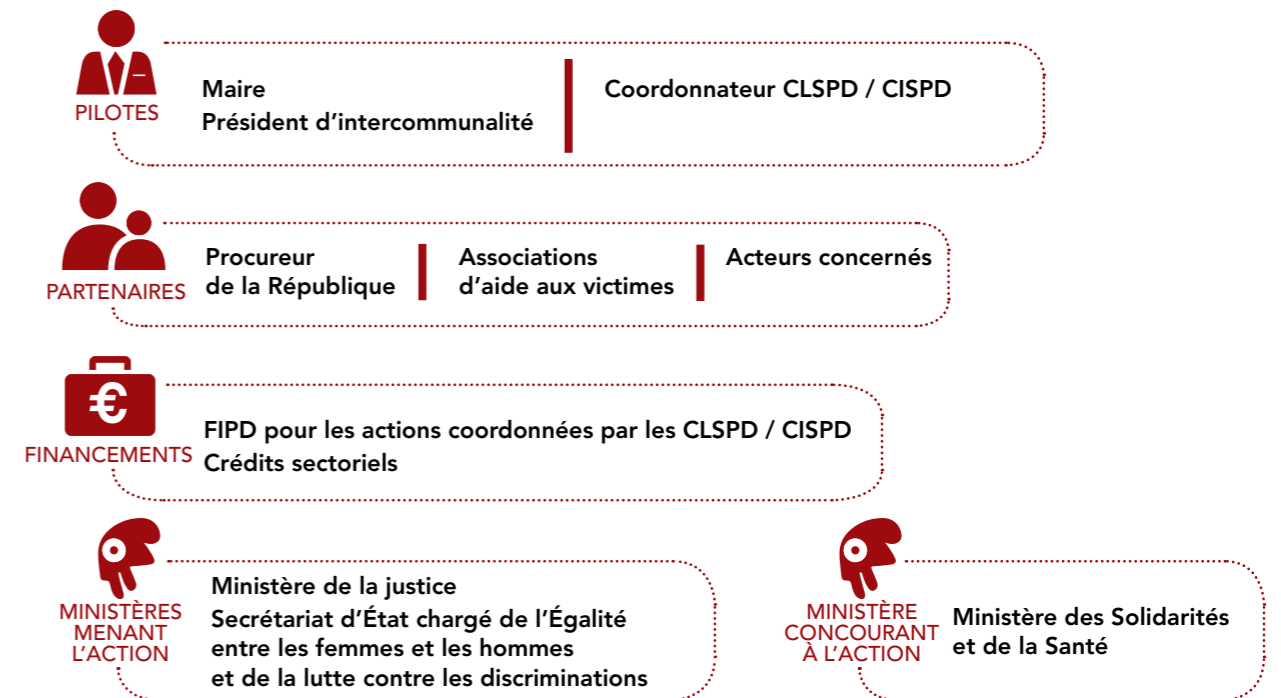 PILOTES
Maire
Président d’intercommunalité
Coordonnateur CLSPD / CISPD
PARTENAIRES
Procureur
de la République
Associations
d’aide aux victimes
Acteurs concernés
€
FINANCEMENTS
FIPD pour les actions coordonnées par les CLSPD / CISPD
Crédits sectoriels
MINISTÈRES
MENANT
L’ACTION
Ministère de la justice
Secrétariat d’État chargé de l’Égalité
entre les femmes et les hommes
et de la lutte contre les discriminations
MINISTÈRE
CONCOURANT
À L’ACTION
Ministère des Solidarités
et de la Santé